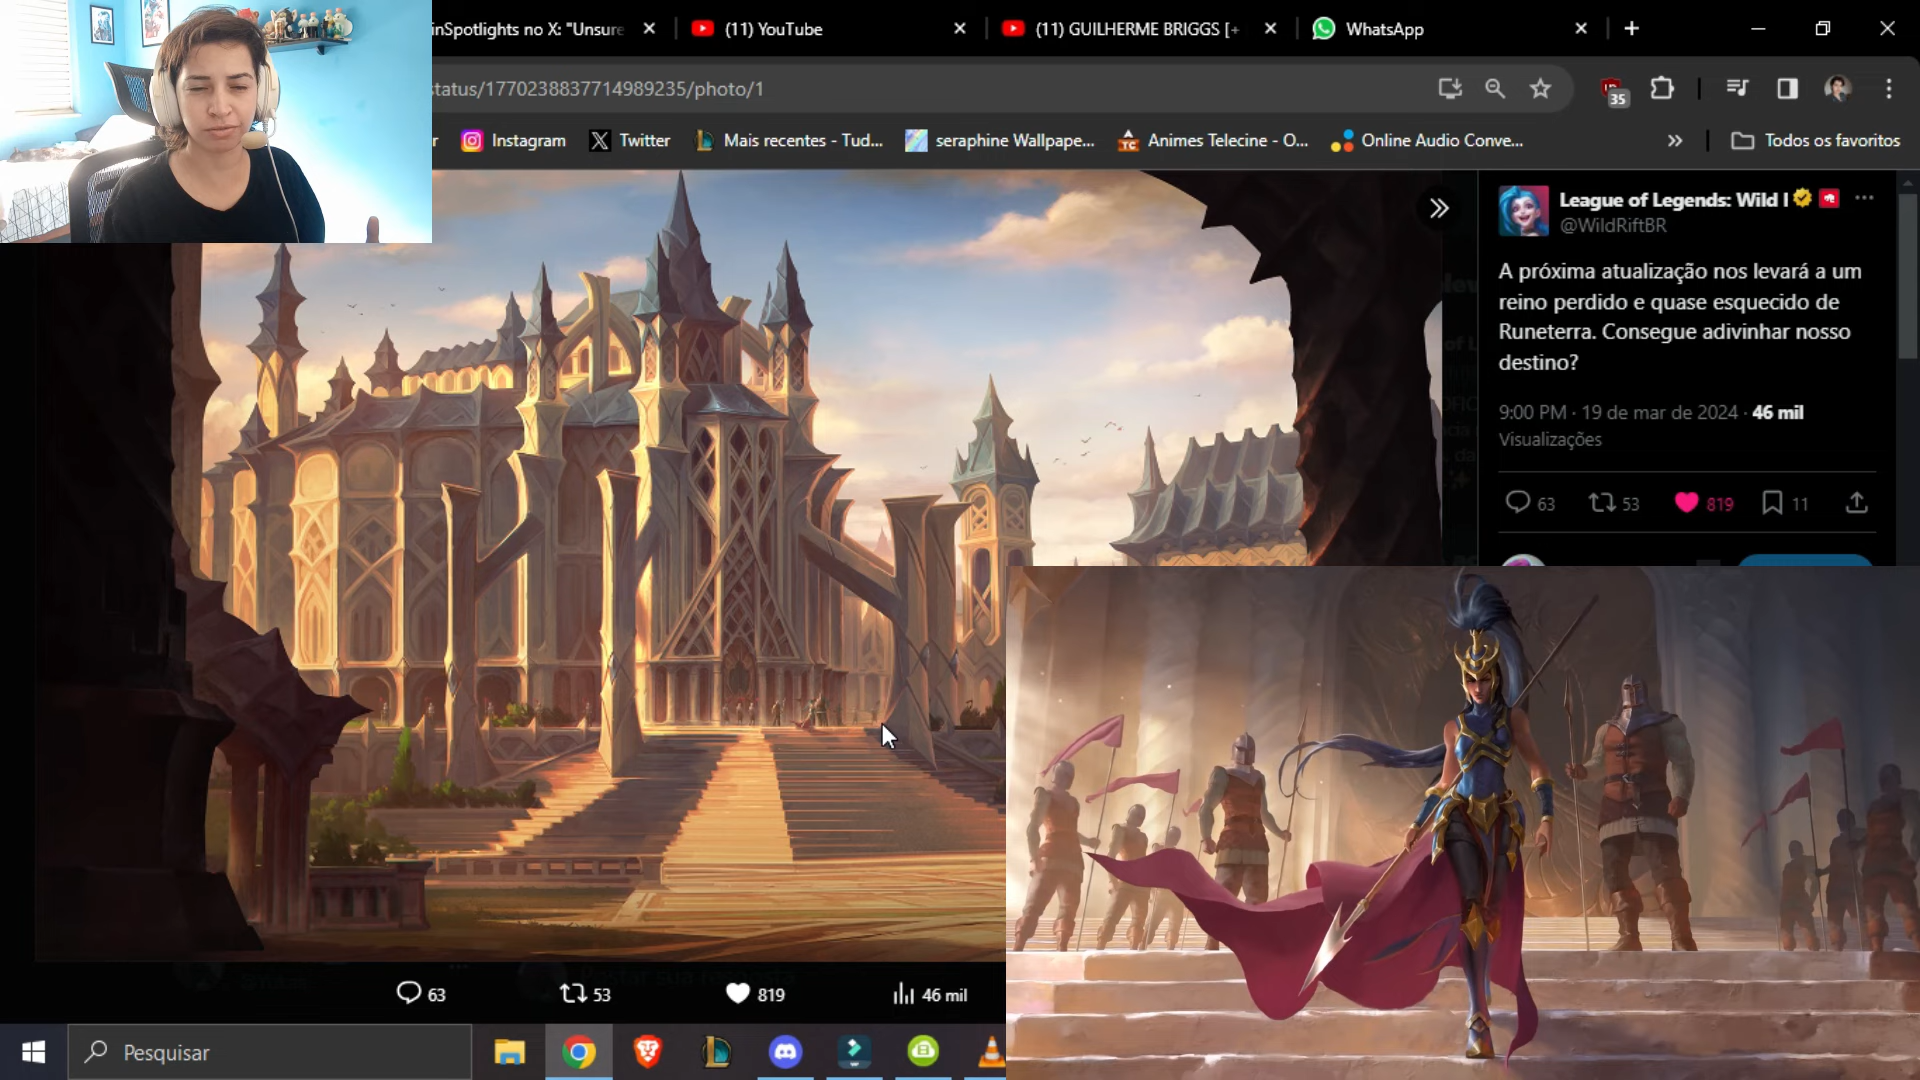 inSpotlights no X: "Unsure
(11) YouTube
(11) GUILHERME BRIGGS [+
WhatsApp
status/1770238837714989235/photo/1
35
r
Instagram
Twitter
Mais recentes - Tud...
seraphine Wallpape...
Animes Telecine - O...
Online Audio Conve...
Todos os favoritos
League of Legends: Wild
@WildRiftBR
A próxima atualização nos levará a um
reino perdido e quase esquecido de
Runeterra. Consegue adivinhar nosso
destino?
9:00 PM · 19 de mar de 2024 · 46 mil
Visualizações
63
53
819
11
63
53
819
46 mil
Pesquisar